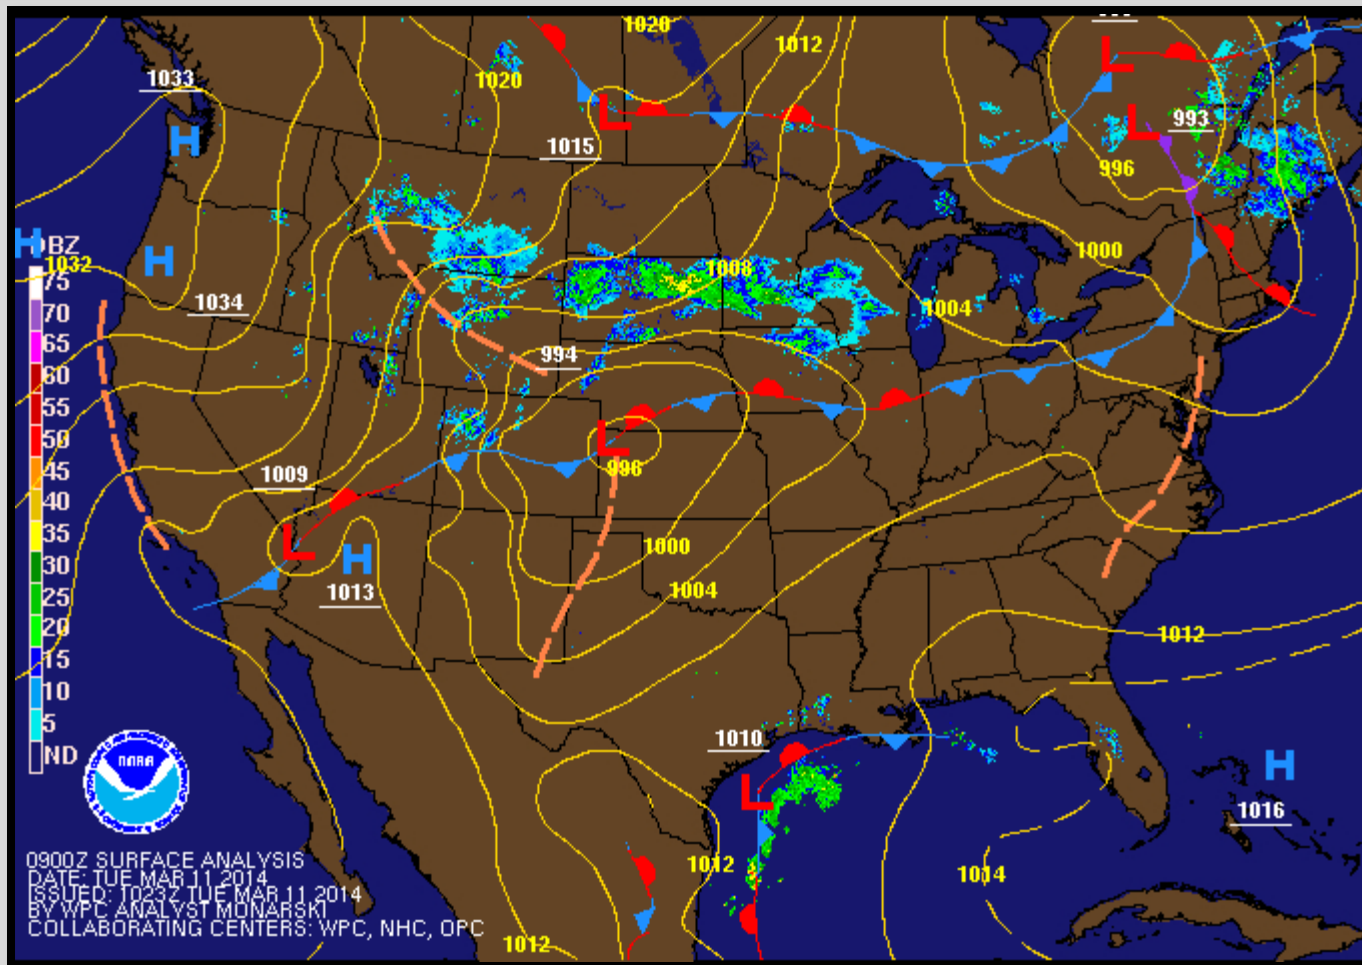 1020
1012
1033
1020
H
L
L
L
993
1015
996
H
H
H
DBZ
1032
75
1034
70
65
60
55
50
45
40
35
30
25
20
15
10
5
ND
1000
1008
1004
994
L
996
1009
L
H
1013
1000
1004
1012
1010
L
H
1016
1012
1014
1012
NOAA
0900Z SURFACE ANALYSIS
DATE: TUE MAR 11 2014
ISSUED: 1023Z TUE MAR 11 2014
BY WPC ANALYST MONARSKI
COLLABORATING CENTERS: WPC, NHC, OPC